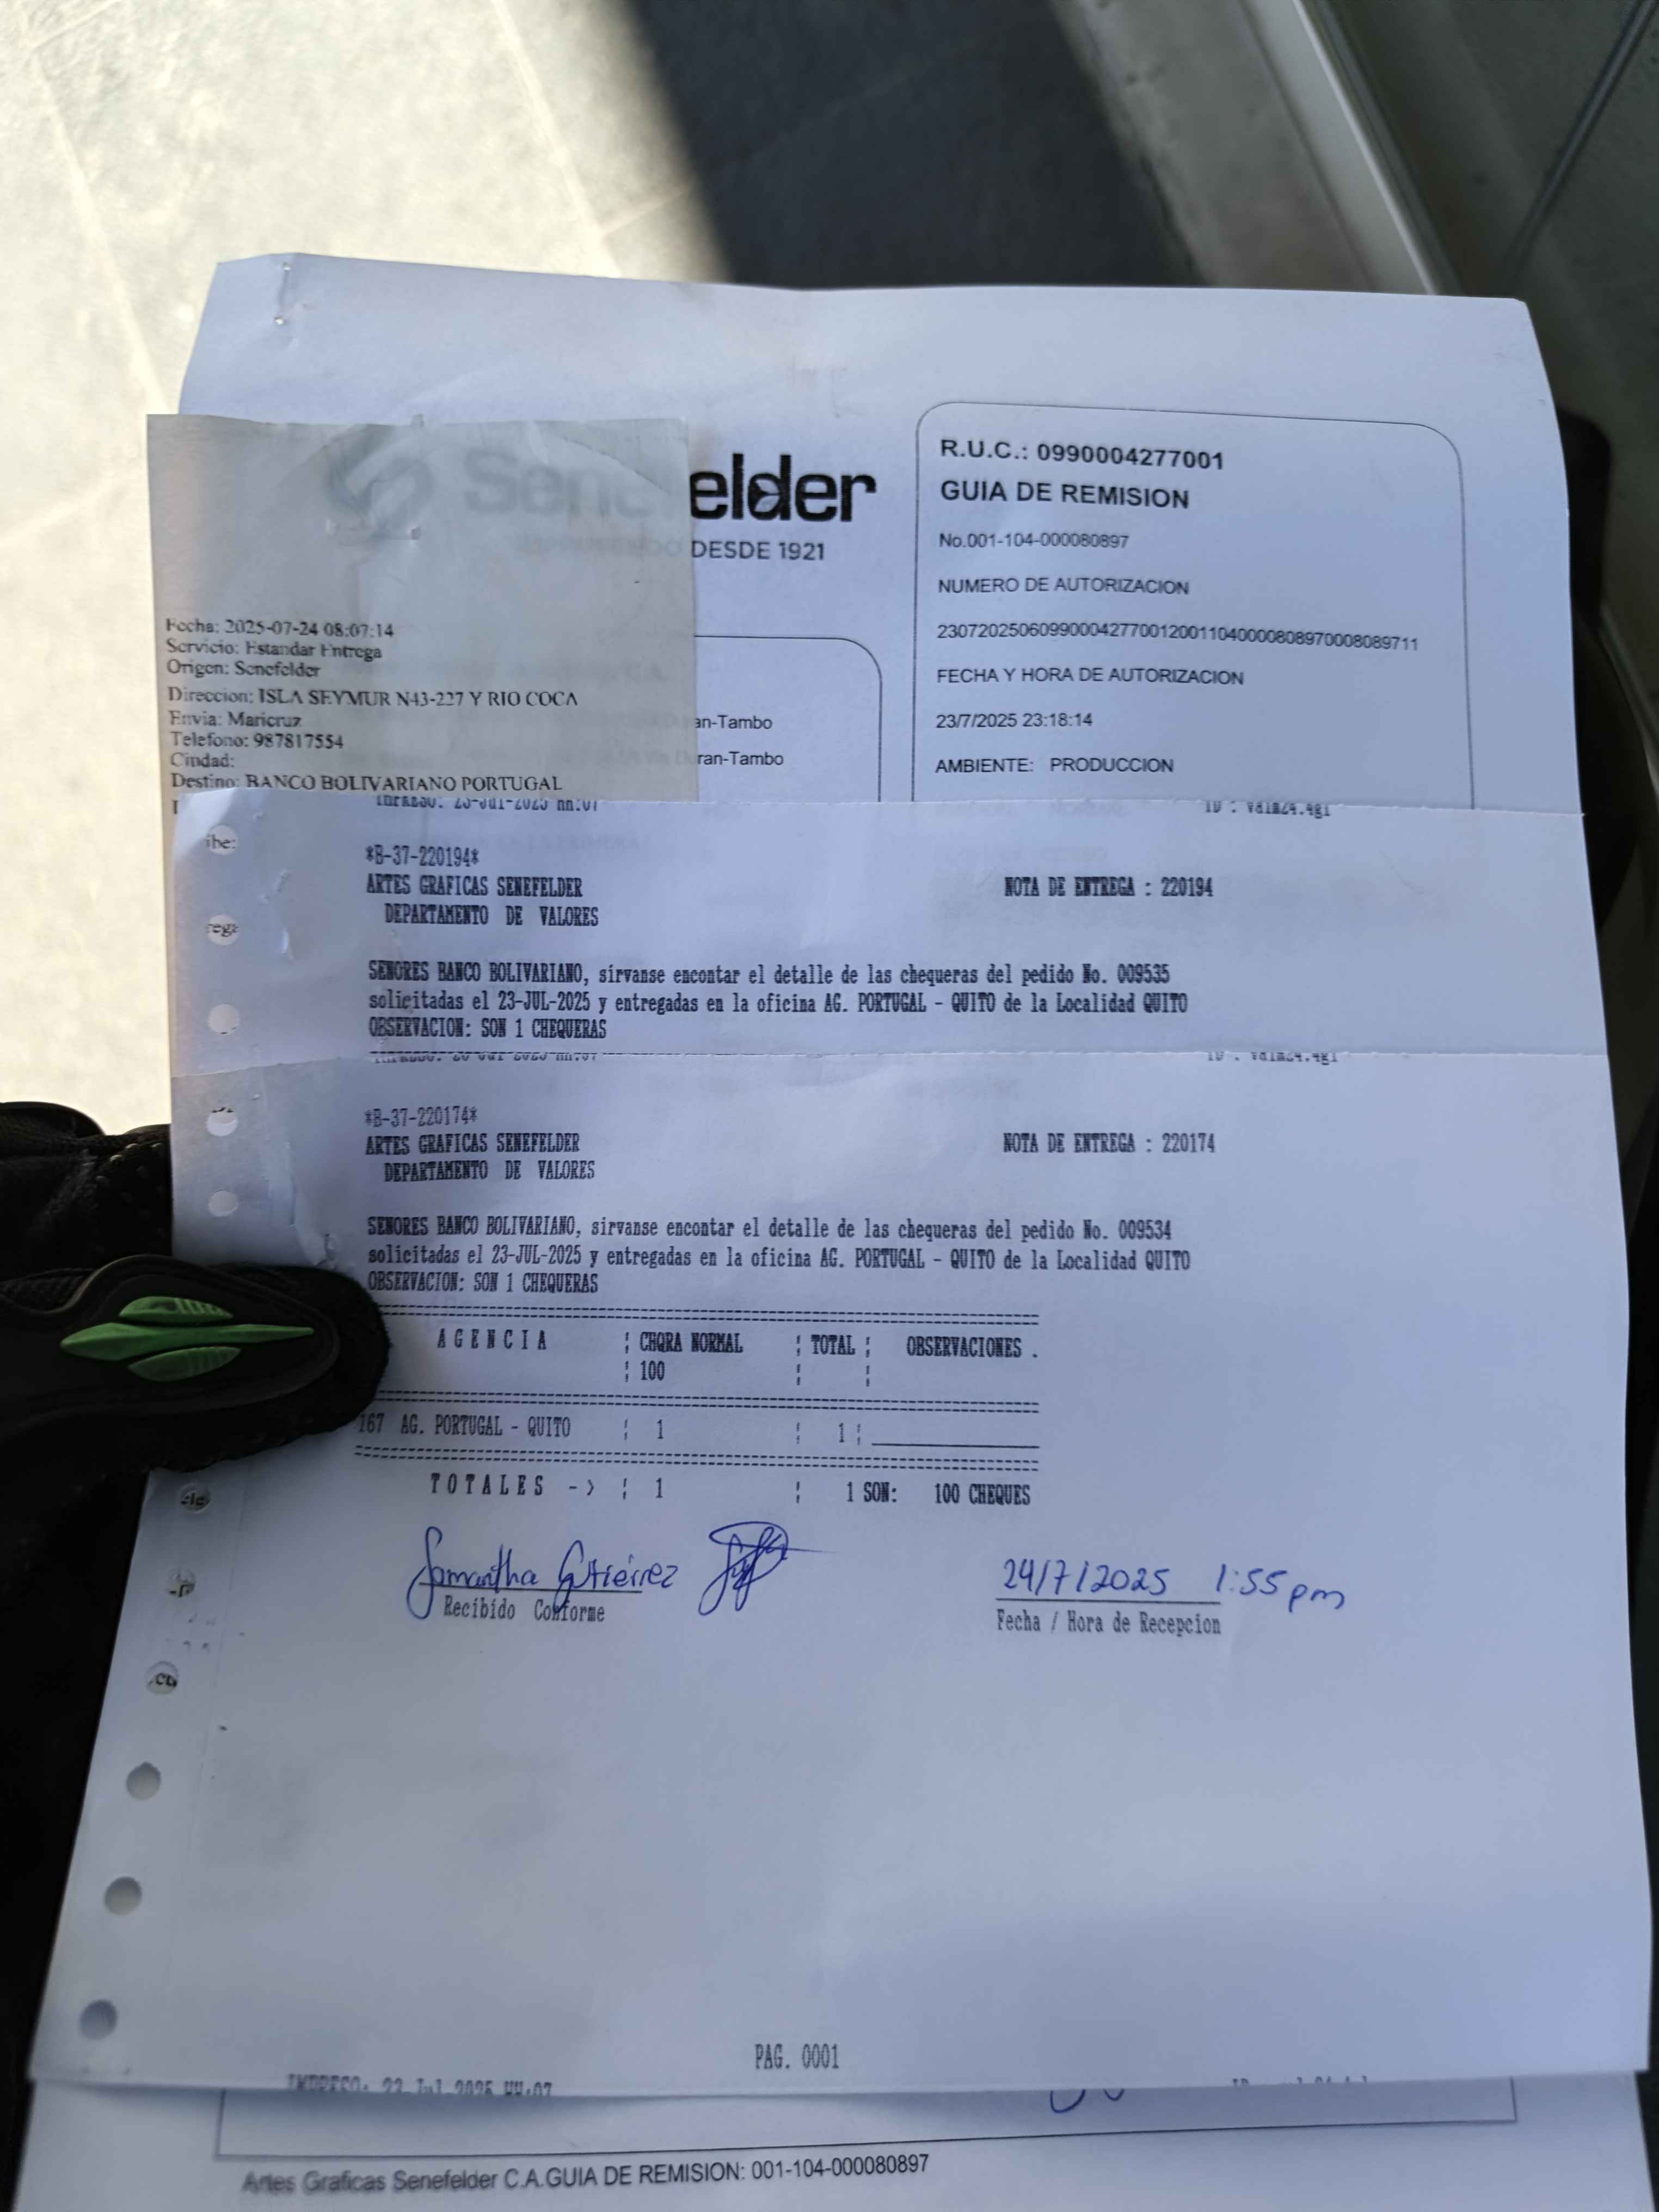 Senefelder
DESDE 1921
R.U.C.: 0990004277001
GUIA DE REMISION
No.001-104-000080897
NUMERO DE AUTORIZACION
2307202506099000427700120011040000808970008089711
FECHA Y HORA DE AUTORIZACION
23/7/2025 23:18:14
AMBIENTE: PRODUCCION
Fecha: 2025-07-24 08:07:14
Servicio: Estandar Entrega
Origen: Senefelder
Direccion: ISLA SEYMUR N43-227 Y RIO COCA
Envia: Maricruz
Telefono: 987817554
Ciudad:
Destino: BANCO BOLIVARIANO PORTUGAL
an-Tambo
ran-Tambo
ibe:
*B-37-220194*
ARTES GRAFICAS SENEFELDER
NOTA DE ENTREGA : 220194
DEPARTAMENTO DE VALORES
SENORES BANCO BOLIVARIANO, sírvanse encontar el detalle de las chequeras del pedido No. 009535
solicitadas el 23-JUL-2025 y entregadas en la oficina AG. PORTUGAL - QUITO de la Localidad QUITO
OBSERVACION: SON 1 CHEQUERAS
*B-37-220174*
ARTES GRAFICAS SENEFELDER
NOTA DE ENTREGA : 220174
DEPARTAMENTO DE VALORES
SENORES BANCO BOLIVARIANO, sirvanse encontar el detalle de las chequeras del pedido No. 009534
solicitadas el 23-JUL-2025 y entregadas en la oficina AG. PORTUGAL - QUITO de la Localidad QUITO
OBSERVACION: SON 1 CHEQUERAS
AGENCIA ¦ CHQRA NORMAL ¦ TOTAL ¦ OBSERVACIONES .
¦ 100 ¦ ¦
167 AG. PORTUGAL - QUITO ¦ 1 ¦ 1 ¦
TOTALES -> ¦ 1 ¦ 1 SON: 100 CHEQUES
Samantha Gutiérrez
24/7/2025 1:55 pm
Recibido Conforme
Fecha / Hora de Recepcion
PAG. 0001
Artes Graficas Senefelder C.A.GUIA DE REMISION: 001-104-000080897